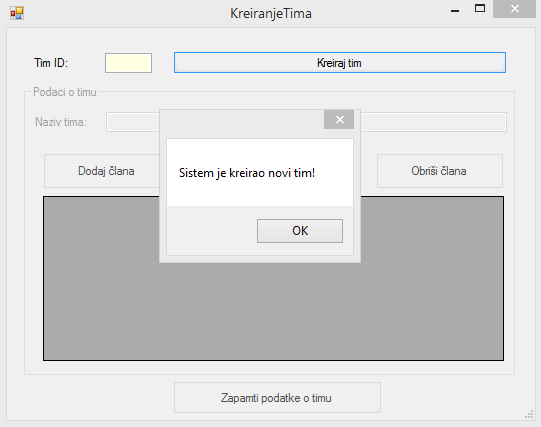 KreiranjeTima
Tim ID:
Kreiraj tim
Podaci o timu
Naziv tima:
Dodaj člana
Obriši člana
Sistem je kreirao novi tim!
OK
Zapamti podatke o timu